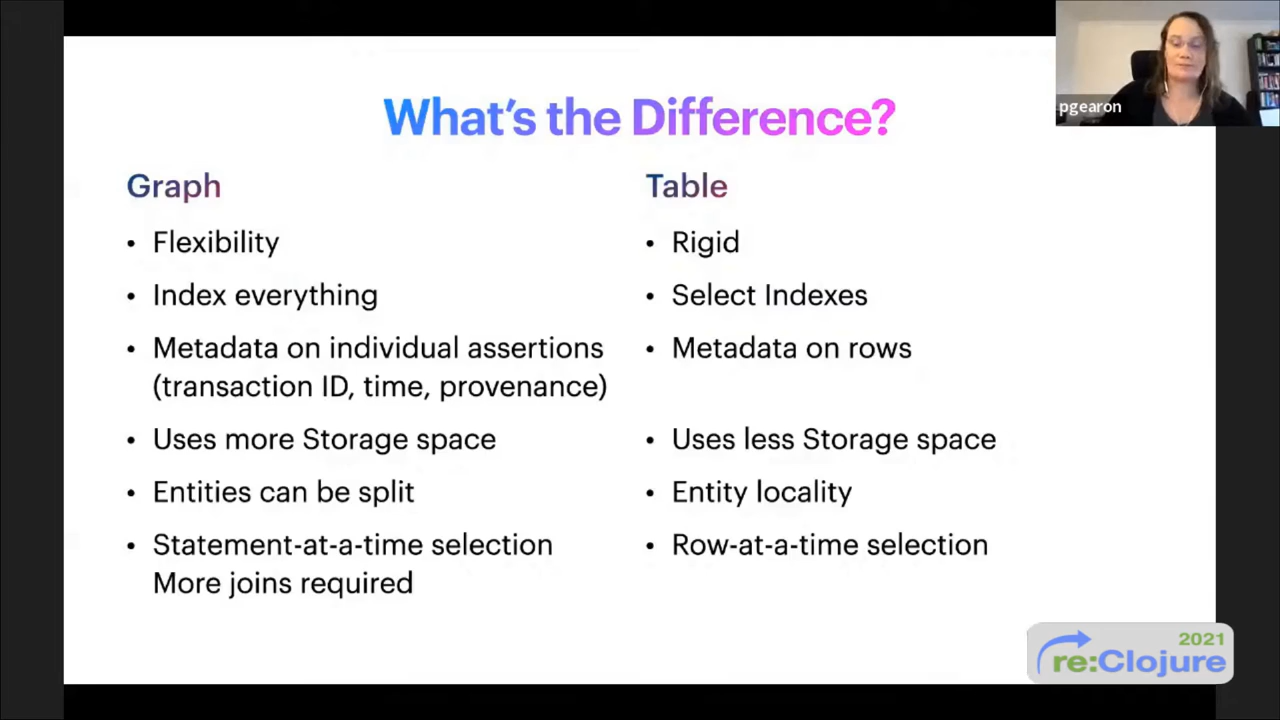 What's the Difference?
pgearon
Graph
• Flexibility
• Index everything
• Metadata on individual assertions
(transaction ID, time, provenance)
• Uses more Storage space
• Entities can be split
• Statement-at-a-time selection
More joins required
Table
• Rigid
• Select Indexes
• Metadata on rows
• Uses less Storage space
• Entity locality
• Row-at-a-time selection
2021
re:Clojure